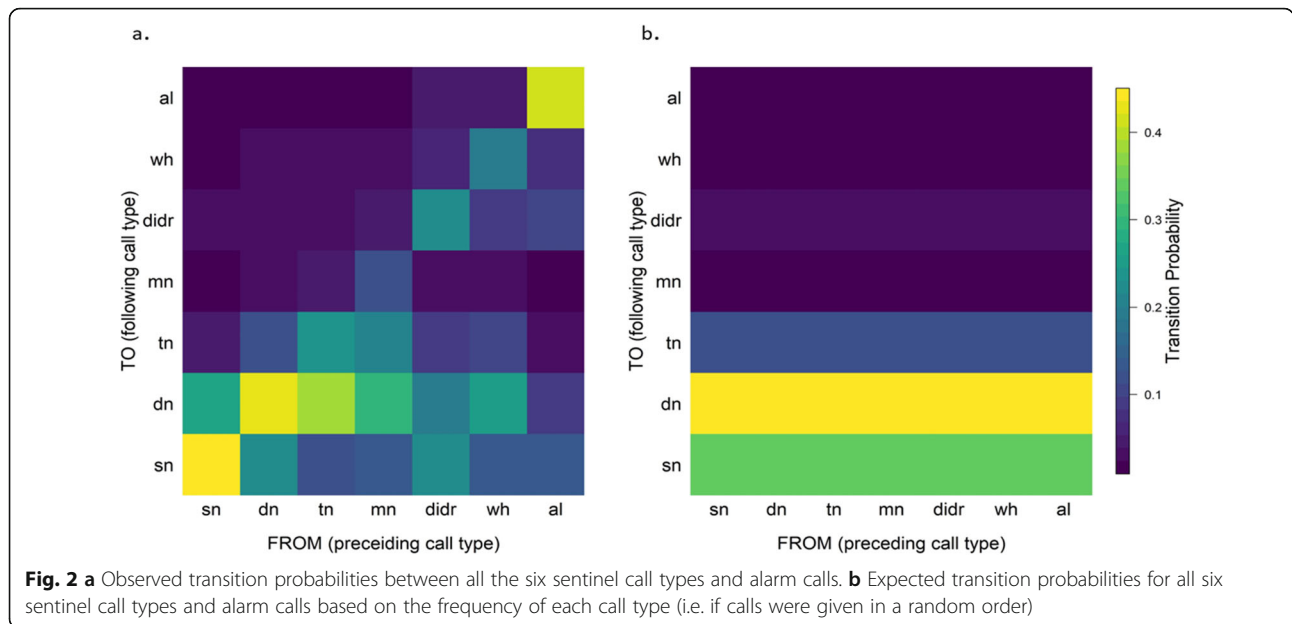 a.
b.
TO (following call type)
al
wh
didr
mn
tn
dn
sn
sn dn tn mn didr wh al
FROM (preceiding call type)
TO (following call type)
al
wh
didr
mn
tn
dn
sn
sn dn tn mn didr wh al
FROM (preceding call type)
0.4
0.3
0.2
0.1
Transition Probability
Fig. 2 a Observed transition probabilities between all the six sentinel call types and alarm calls. b Expected transition probabilities for all six
sentinel call types and alarm calls based on the frequency of each call type (i.e. if calls were given in a random order)